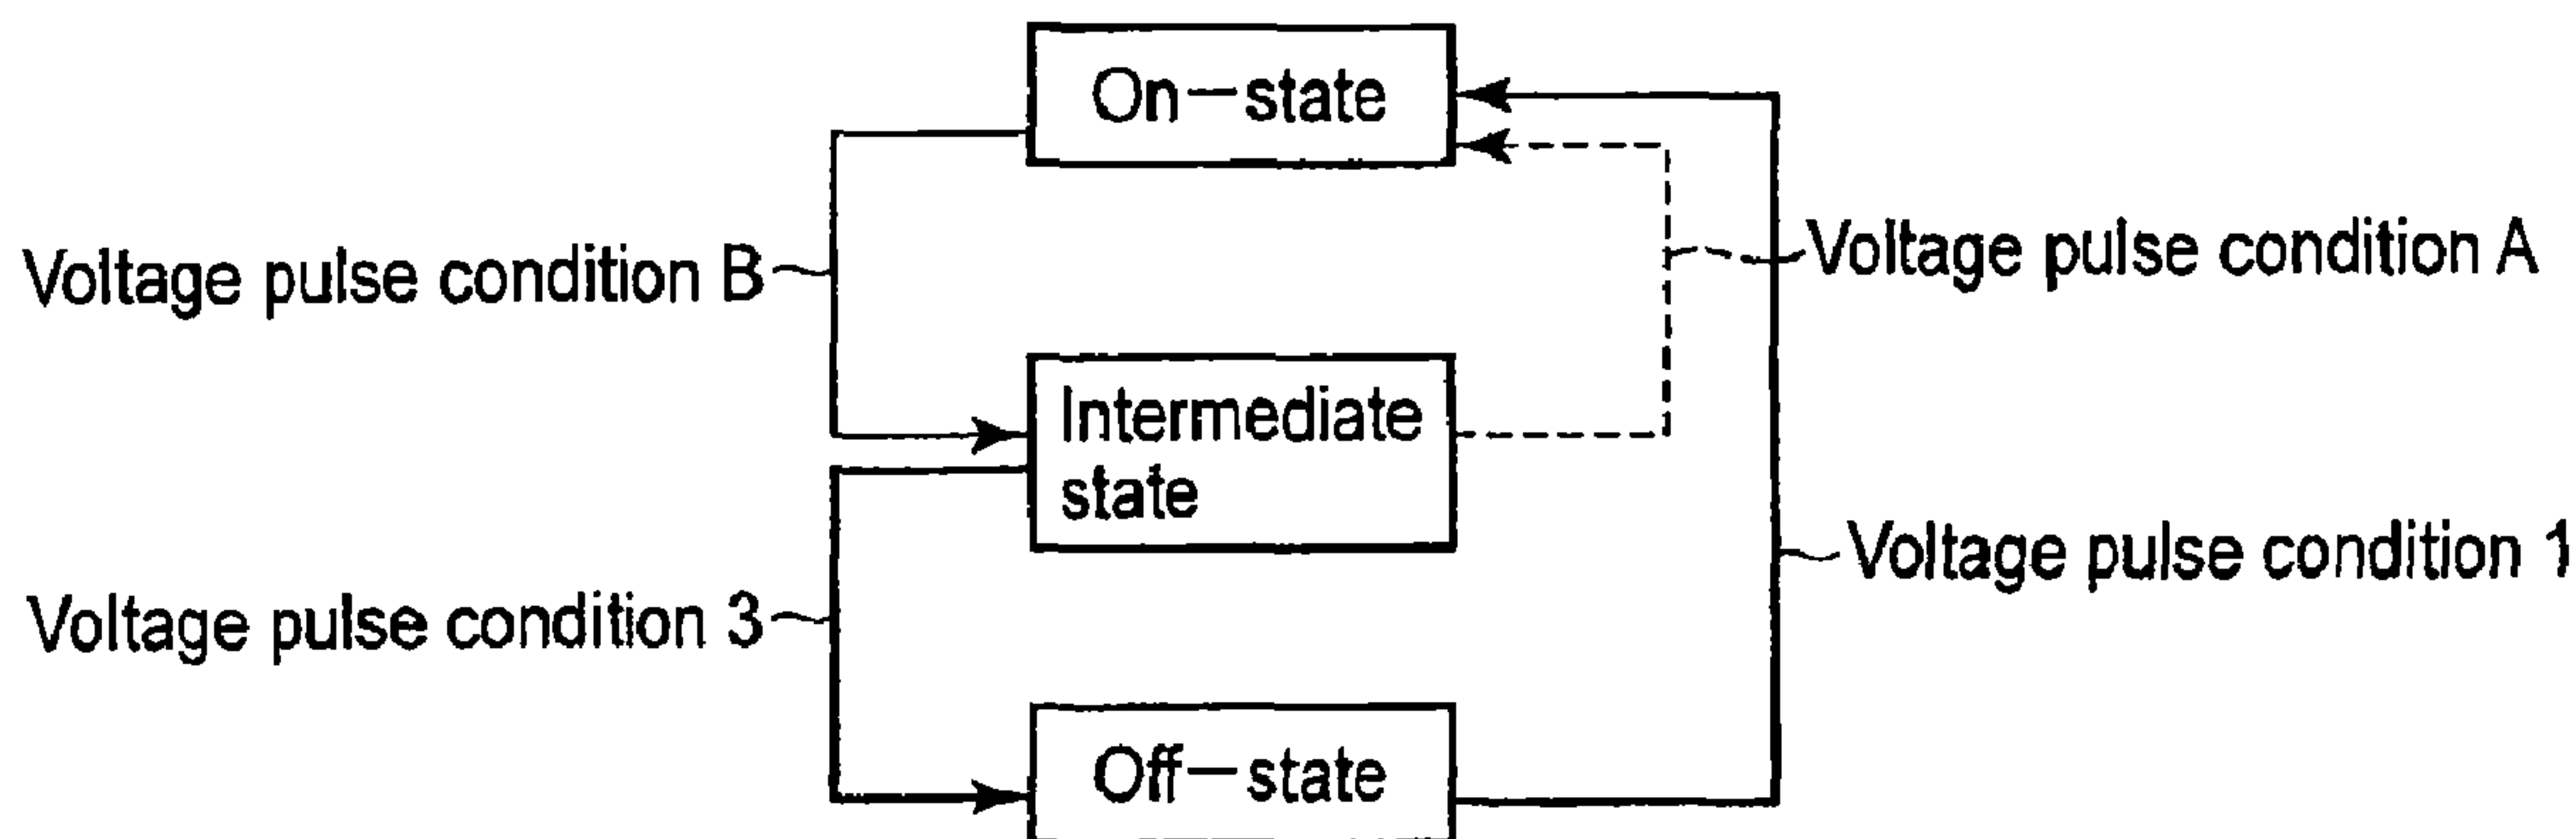 On-state
Voltage pulse condition B
Voltage pulse condition A
Intermediate
state
Voltage pulse condition 3
Voltage pulse condition 1
Off-state